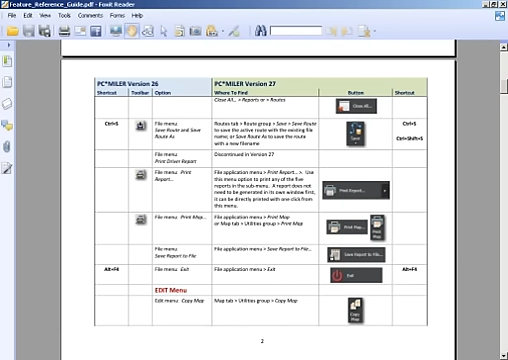 Feature_Reference_Guide.pdf - Foxit Reader
File Edit View Tools Comments Forms Help
PC*MILER Version 26 PC*MILER Version 27
Shortcut Toolbar Option Where To Find Button Shortcut
Close All... > Reports or > Routes
Close All...
Ctrl+S File menu Routes tab > Route group > Save > Save Route Ctrl+S
Save Route and Save to save the active route with the existing file
Route As name; or Save Route As to save the route Ctrl+Shift+S
with a new filename
Save
File menu Discontinued in Version 27
Print Driver Report
File menu Print File application menu > Print Report... >. Use
Report... this menu option to print any of the five
reports in the sub-menu. A report does not
need to be generated in its own window first,
it can be directly printed with one click from
this menu.
Print Report...
File menu Print Map... File application menu > Print Map
or Map tab > Utilities group > Print Map
Print Map... Print Map
File menu File application menu > Save Report to File...
Save Report to File
Save Report to File...
Alt+F4 File menu Exit File application menu > Exit Exit Alt+F4
EDIT Menu
Edit menu Copy Map Map tab > Utilities group > Copy Map
Copy
Map
2